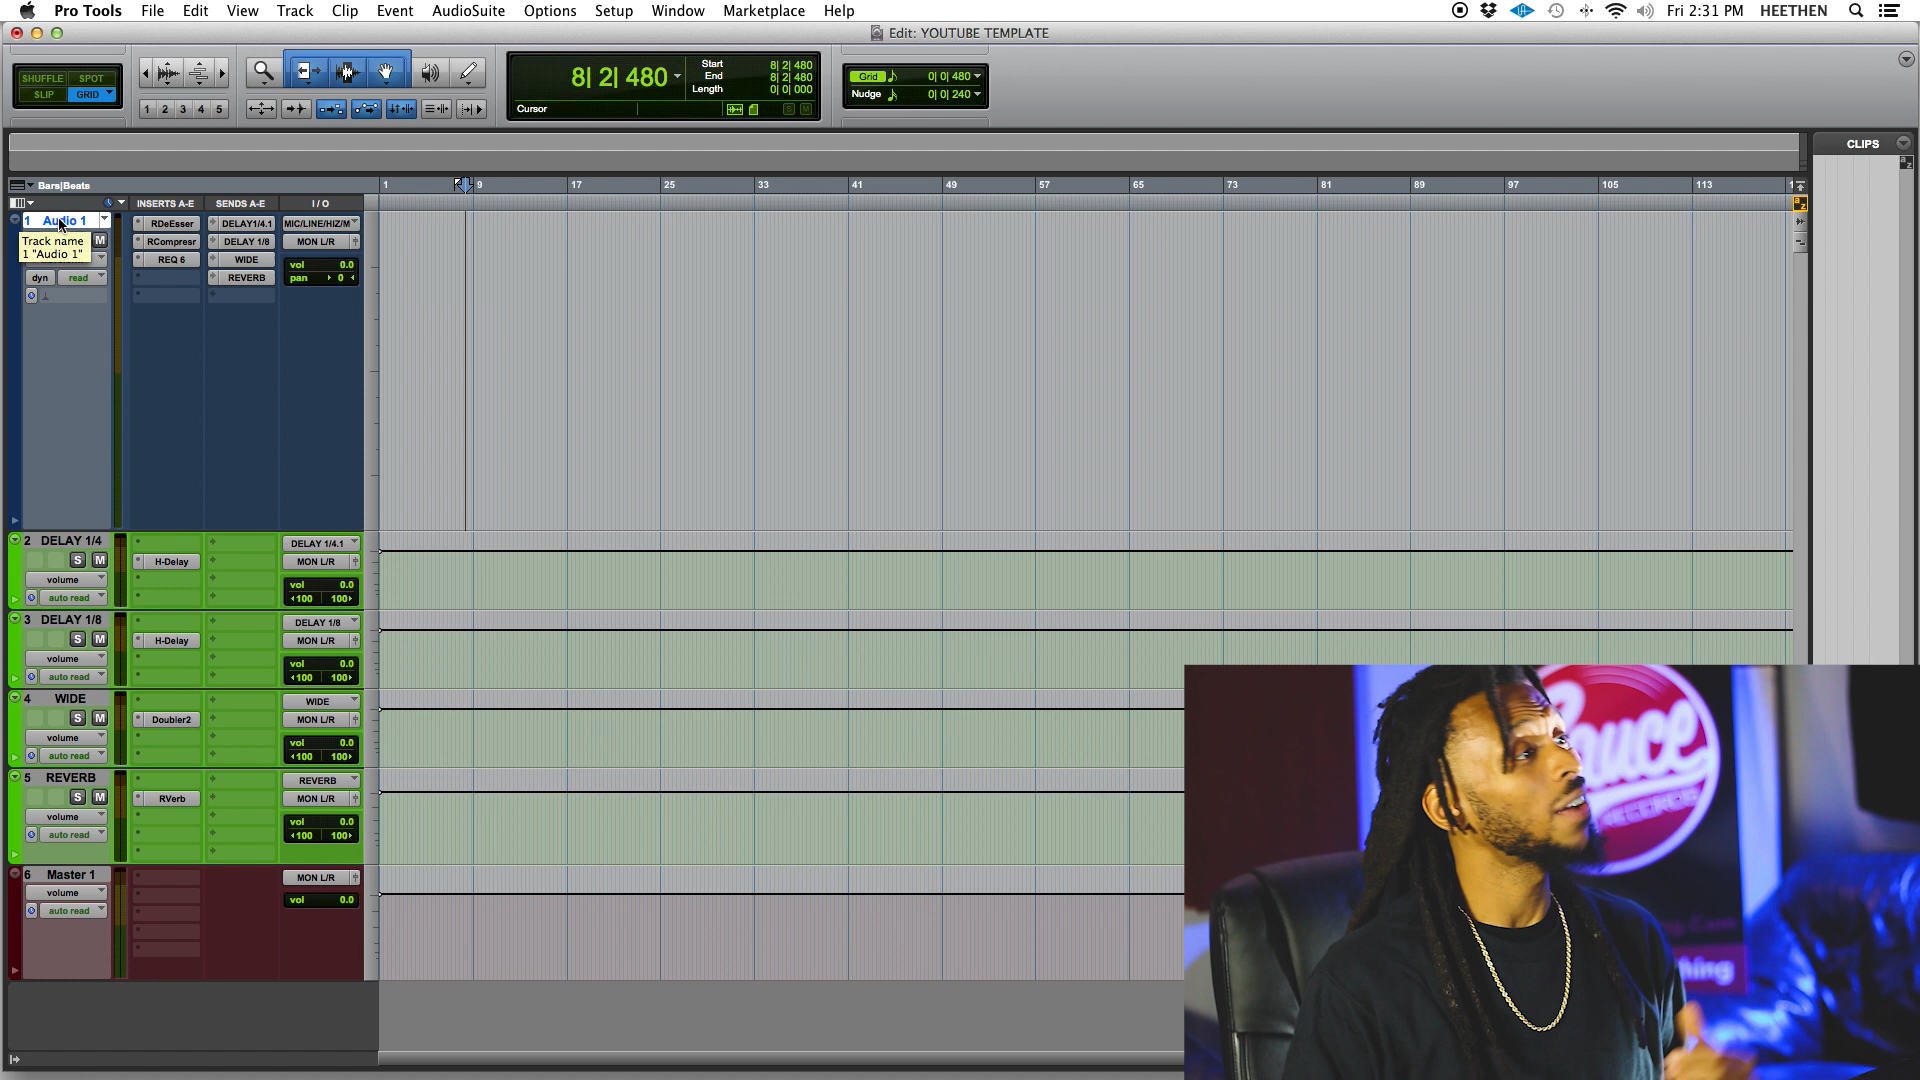 Pro Tools File Edit View Track Clip Event AudioSuite Options Setup Window Marketplace Help Fri 2:31 PM HEETHEN
Edit: YOUTUBE TEMPLATE
SHUFFLE SPOT
SLIP GRID
1 2 3 4 5
8| 2| 480
Start 8| 2| 480
End 8| 2| 480
Length 0| 0| 000
Cursor
Grid 0| 0| 480
Nudge 0| 0| 240
CLIPS
Bars|Beats
1 9 17 25 33 41 49 57 65 73 81 89 97 105 113
INSERTS A-E SENDS A-E I / O
1 Audio 1
Track name
1 "Audio 1"
M
dyn read
RDeEsser
RCompresr
REQ 6
DELAY1/4.1
DELAY 1/8
WIDE
REVERB
MIC/LINE/HIZ/M
MON L/R
vol 0.0
pan 0
2 DELAY 1/4
S M
volume
auto read
H-Delay
DELAY 1/4.1
MON L/R
vol 0.0
100 100
3 DELAY 1/8
S M
volume
auto read
H-Delay
DELAY 1/8
MON L/R
vol 0.0
100 100
4 WIDE
S M
volume
auto read
Doubler2
WIDE
MON L/R
vol 0.0
100 100
5 REVERB
S M
volume
auto read
RVerb
REVERB
MON L/R
vol 0.0
100 100
6 Master 1
volume
auto read
MON L/R
vol 0.0